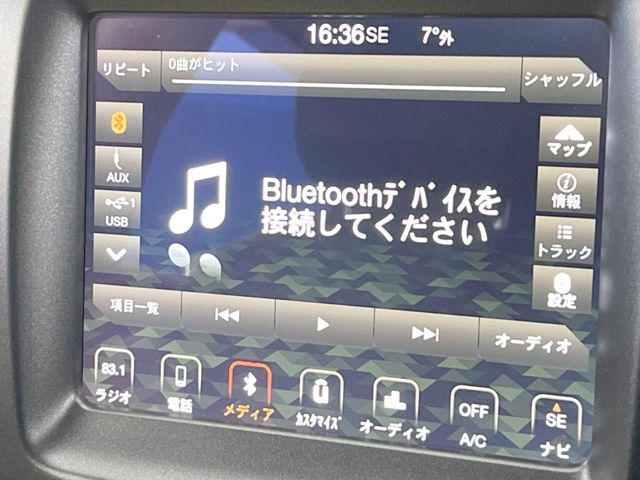 16:36SE 7°外
リピート
0曲がヒット
シャッフル
マップ
AUX
1
USB
情報
Bluetoothﾃﾞﾊﾞｲｽを
接続してください
トラック
設定
項目一覧
オーディオ
83.1
ラジオ
電話
メディア
ｶｽﾀﾏｲｽﾞ
オーディオ
OFF
A/C
SE
ナビ